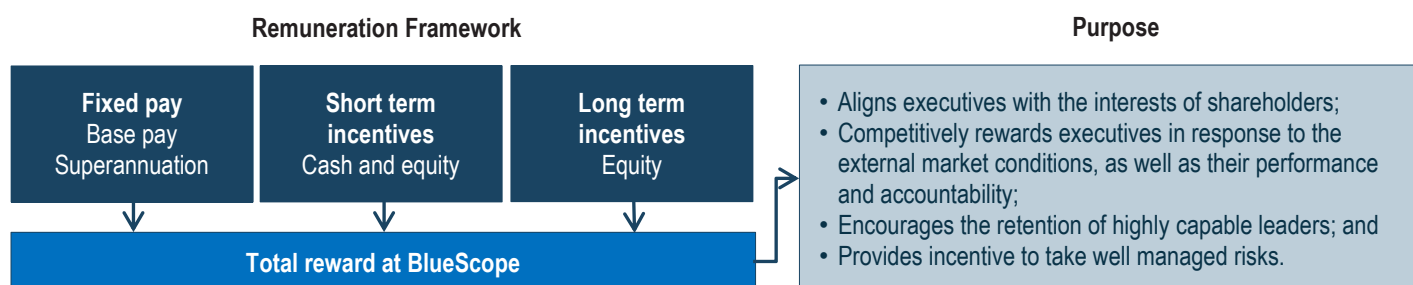 Remuneration Framework
Purpose
Fixed pay
Base pay
Superannuation
Short term
incentives
Cash and equity
Long term
incentives
Equity
Total reward at BlueScope
• Aligns executives with the interests of shareholders;
• Competitively rewards executives in response to the
external market conditions, as well as their performance
and accountability;
• Encourages the retention of highly capable leaders; and
• Provides incentive to take well managed risks.